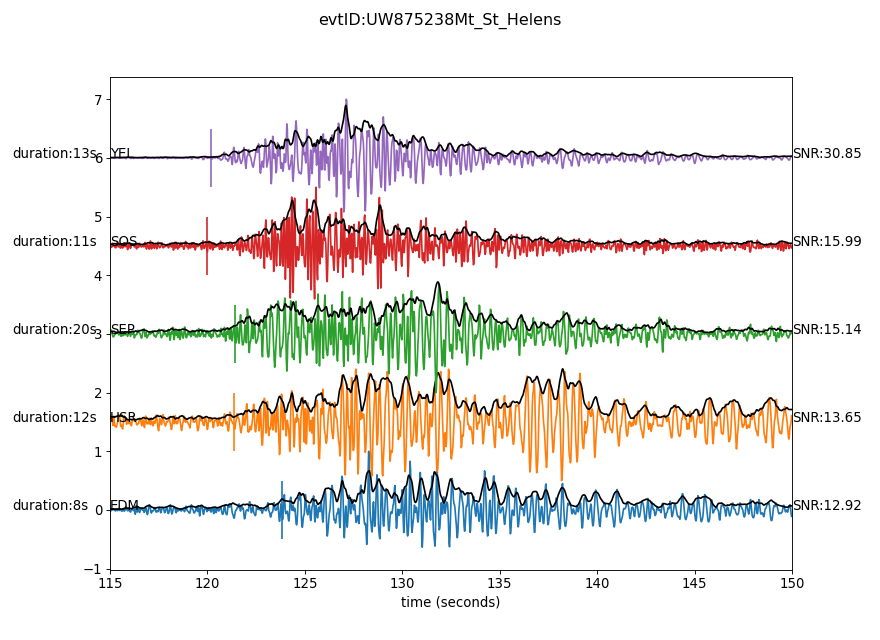 evtID:UW875238Mt_St_Helens
7
duration:13s 6 YEL SNR:30.85
5
duration:11s SOS SNR:15.99
4
duration:20s 3 SEP SNR:15.14
2
duration:12s HSR SNR:13.65
1
duration:8s 0 EDM SNR:12.92
−1
115 120 125 130 135 140 145 150
time (seconds)